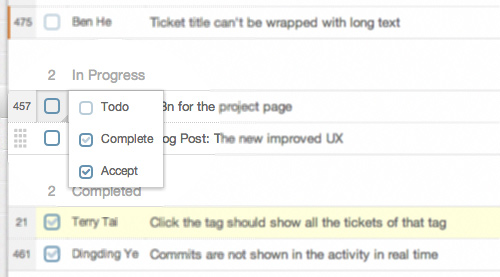 475 Ben He Ticket title can't be wrapped with long text
2 In Progress
457 Todo 8n for the project page
Complete og Post: The new improved UX
Accept
2 Completed
21 Terry Tai Click the tag should show all the tickets of that tag
461 Dingding Ye Commits are not shown in the activity in real time